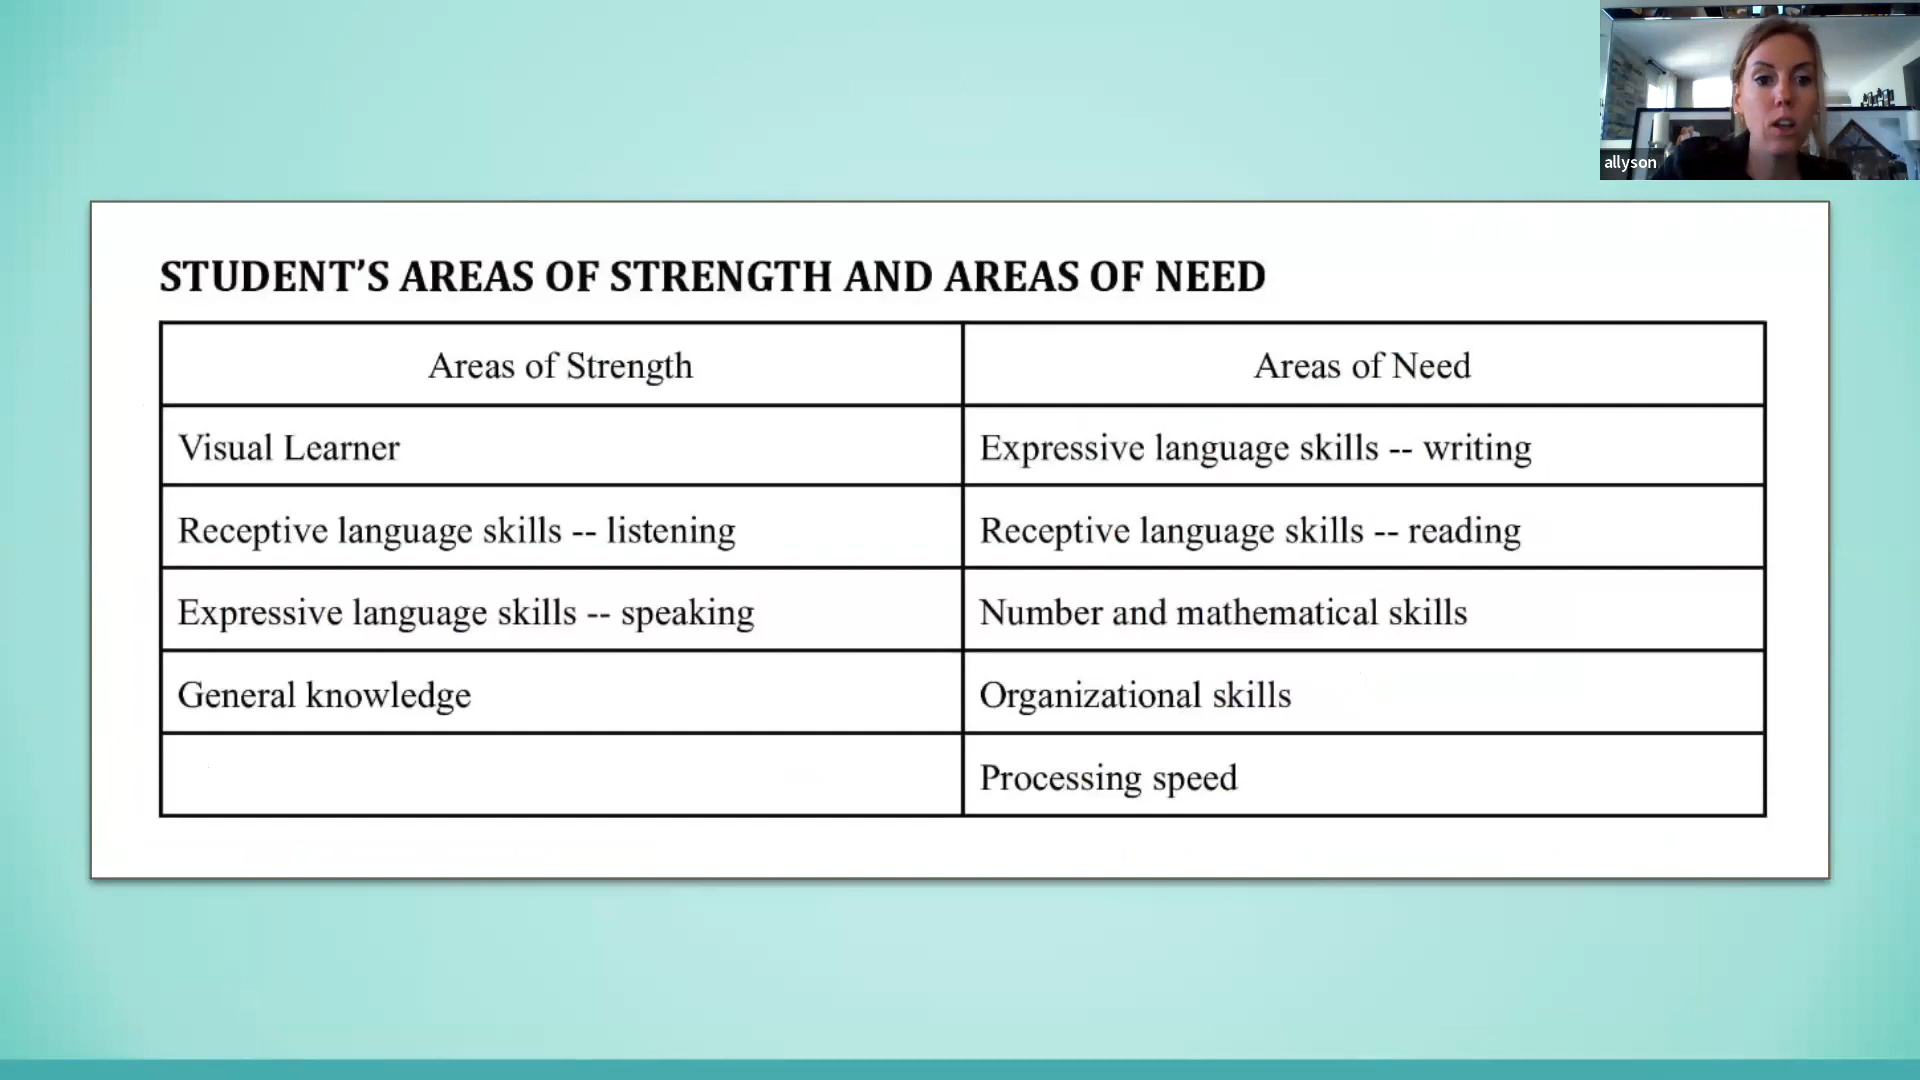 allyson
STUDENT’S AREAS OF STRENGTH AND AREAS OF NEED
Areas of Strength
Areas of Need
Visual Learner
Expressive language skills -- writing
Receptive language skills -- listening
Receptive language skills -- reading
Expressive language skills -- speaking
Number and mathematical skills
General knowledge
Organizational skills
Processing speed